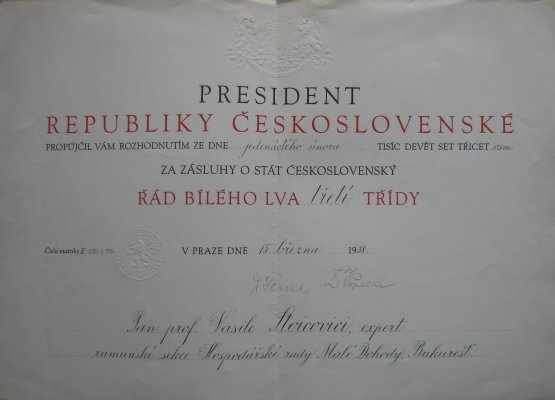 PRESIDENT
REPUBLIKY ČESKOSLOVENSKÉ
PROPŮJČIL VÁM ROZHODNUTÍM ZE DNE jedenáctého února TISÍC DEVĚT SET TŘICET osm
ZA ZÁSLUHY O STÁT ČESKOSLOVENSKÝ
ŘÁD BÍLÉHO LVA třetí TŘÍDY
Číslo matriky V PRAZE DNE 15. března 1938.
Pan prof. Vasile Stoicovici, expert
rumunské sekce Hospodářské rady Malé Dohody, Bukurešť.